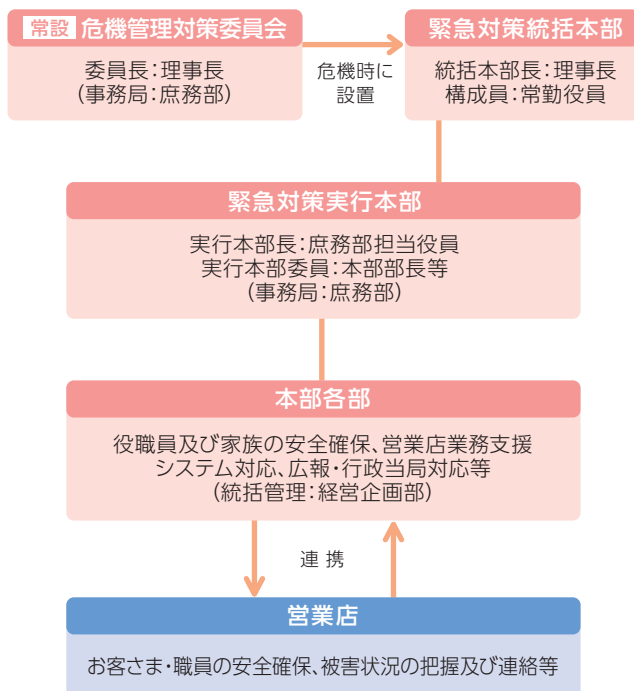 常設 危機管理対策委員会
委員長：理事長
(事務局：庶務部)
危機時に
設置
緊急対策統括本部
統括本部長：理事長
構成員：常勤役員
緊急対策実行本部
実行本部長：庶務部担当役員
実行本部委員：本部部長等
(事務局：庶務部)
本部各部
役職員及び家族の安全確保、営業店業務支援
システム対応、広報・行政当局対応等
(統括管理：経営企画部)
連 携
営業店
お客さま・職員の安全確保、被害状況の把握及び連絡等